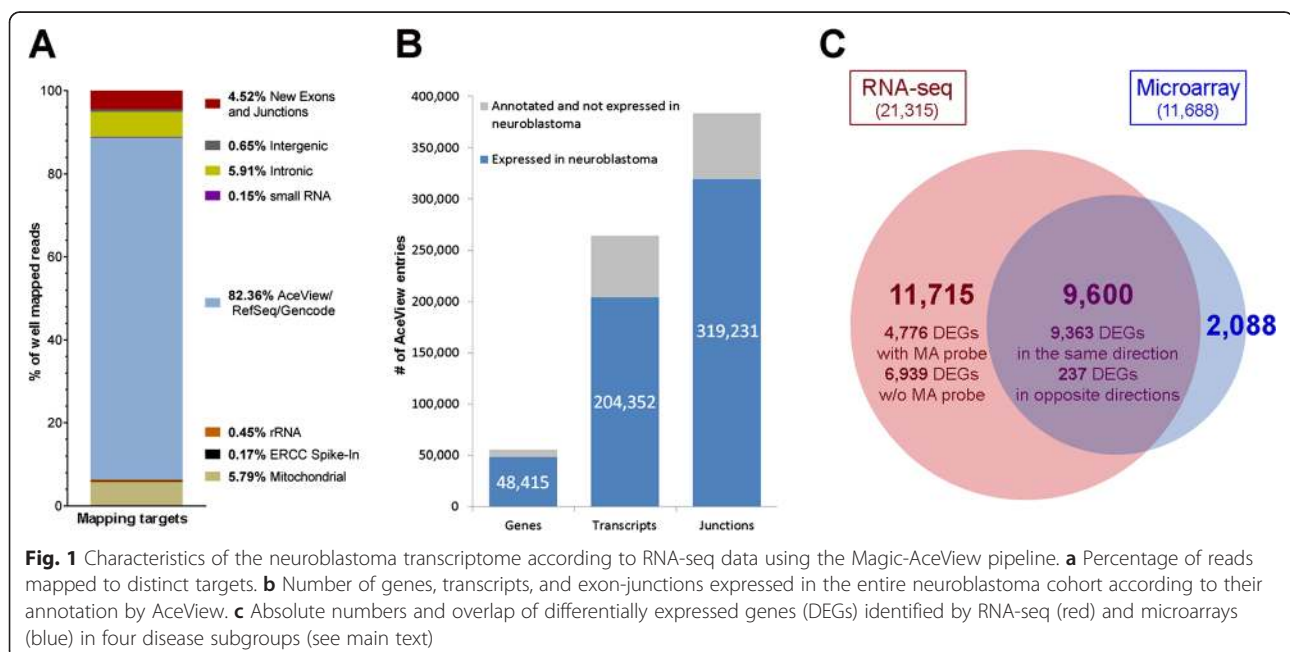 A
% of well mapped reads
100
80
60
40
20
0
Mapping targets
4.52% New Exons
and Junctions
0.65% Intergenic
5.91% Intronic
0.15% small RNA
82.36% AceView/
RefSeq/Gencode
0.45% rRNA
0.17% ERCC Spike-In
5.79% Mitochondrial
B
# of AceView entries
400,000
350,000
300,000
250,000
200,000
150,000
100,000
50,000
0
Annotated and not expressed in
neuroblastoma
Expressed in neuroblastoma
48,415
204,352
319,231
Genes
Transcripts
Junctions
C
RNA-seq
(21,315)
Microarray
(11,688)
11,715
4,776 DEGs
with MA probe
6,939 DEGs
w/o MA probe
9,600
9,363 DEGs
in the same direction
237 DEGs
in opposite directions
2,088
Fig. 1 Characteristics of the neuroblastoma transcriptome according to RNA-seq data using the Magic-AceView pipeline. a Percentage of reads
mapped to distinct targets. b Number of genes, transcripts, and exon-junctions expressed in the entire neuroblastoma cohort according to their
annotation by AceView. c Absolute numbers and overlap of differentially expressed genes (DEGs) identified by RNA-seq (red) and microarrays
(blue) in four disease subgroups (see main text)